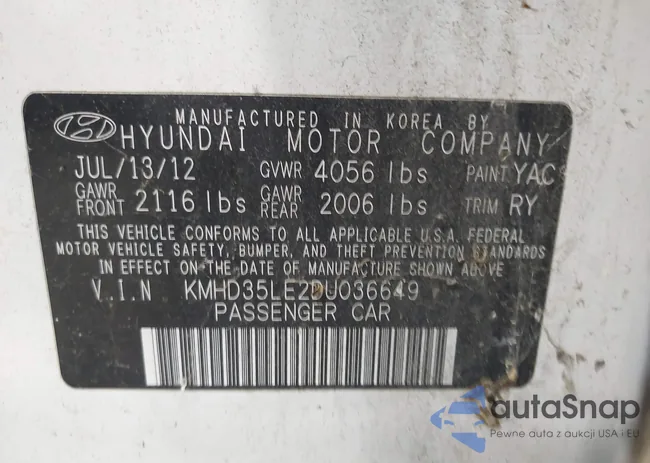 MANUFACTURED IN KOREA BY
HYUNDAI MOTOR COMPANY
JUL/13/12 GVWR 4056 lbs PAINT YAC
GAWR FRONT 2116 lbs GAWR REAR 2006 lbs TRIM RY
THIS VEHICLE CONFORMS TO ALL APPLICABLE U.S.A. FEDERAL
MOTOR VEHICLE SAFETY, BUMPER, AND THEFT PREVENTION STANDARDS
IN EFFECT ON THE DATE OF MANUFACTURE SHOWN ABOVE.
V.I.N KMHD35LE2DU036649
PASSENGER CAR
autaSnap
Pewne auta z aukcji USA i EU